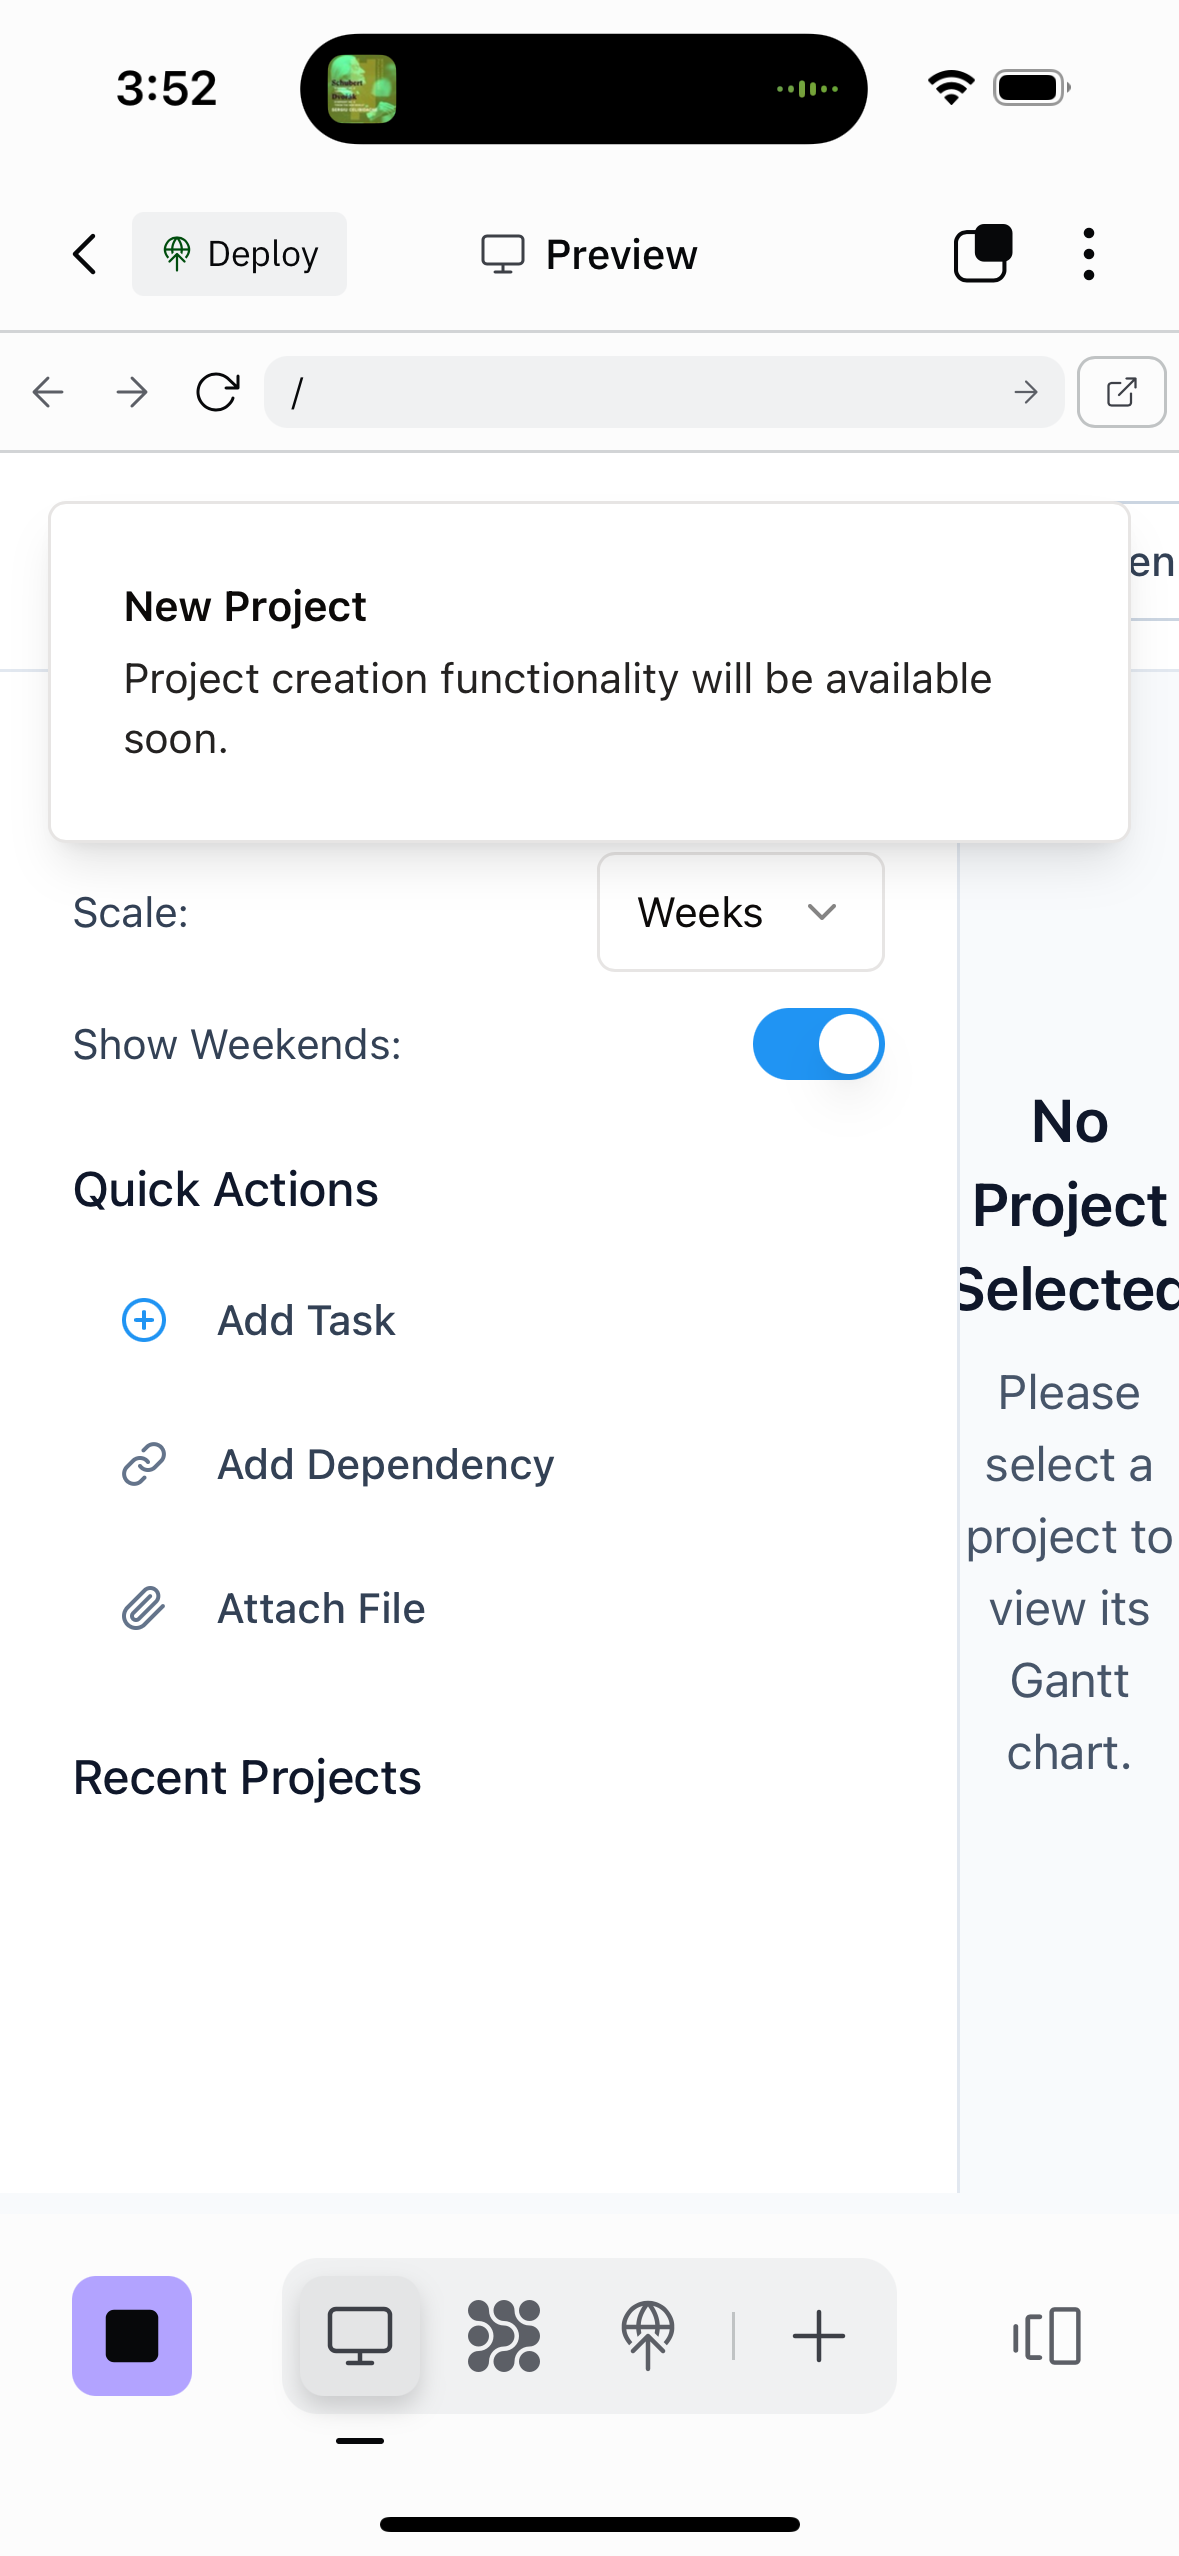 3:52
Schubert
Deploy
Preview
/
en
New Project
Project creation functionality will be available
soon.
Scale:
Weeks
Show Weekends:
Quick Actions
Add Task
Add Dependency
Attach File
Recent Projects
No
Project
Selected
Please
select a
project to
view its
Gantt
chart.